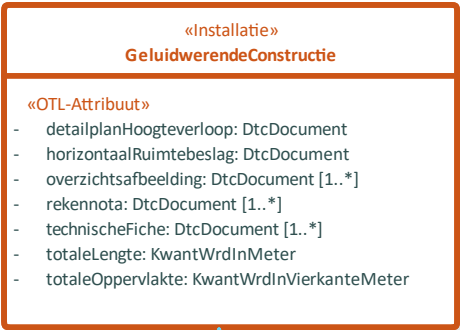 «Installatie»
GeluidwerendeConstructie
«OTL-Attribuut»
- detailplanHoogteverloop: DtcDocument
- horizontaalRuimtebeslag: DtcDocument
- overzichtsafbeelding: DtcDocument [1..*]
- rekennota: DtcDocument [1..*]
- technischeFiche: DtcDocument [1..*]
- totaleLengte: KwantWrdInMeter
- totaleOppervlakte: KwantWrdInVierkanteMeter